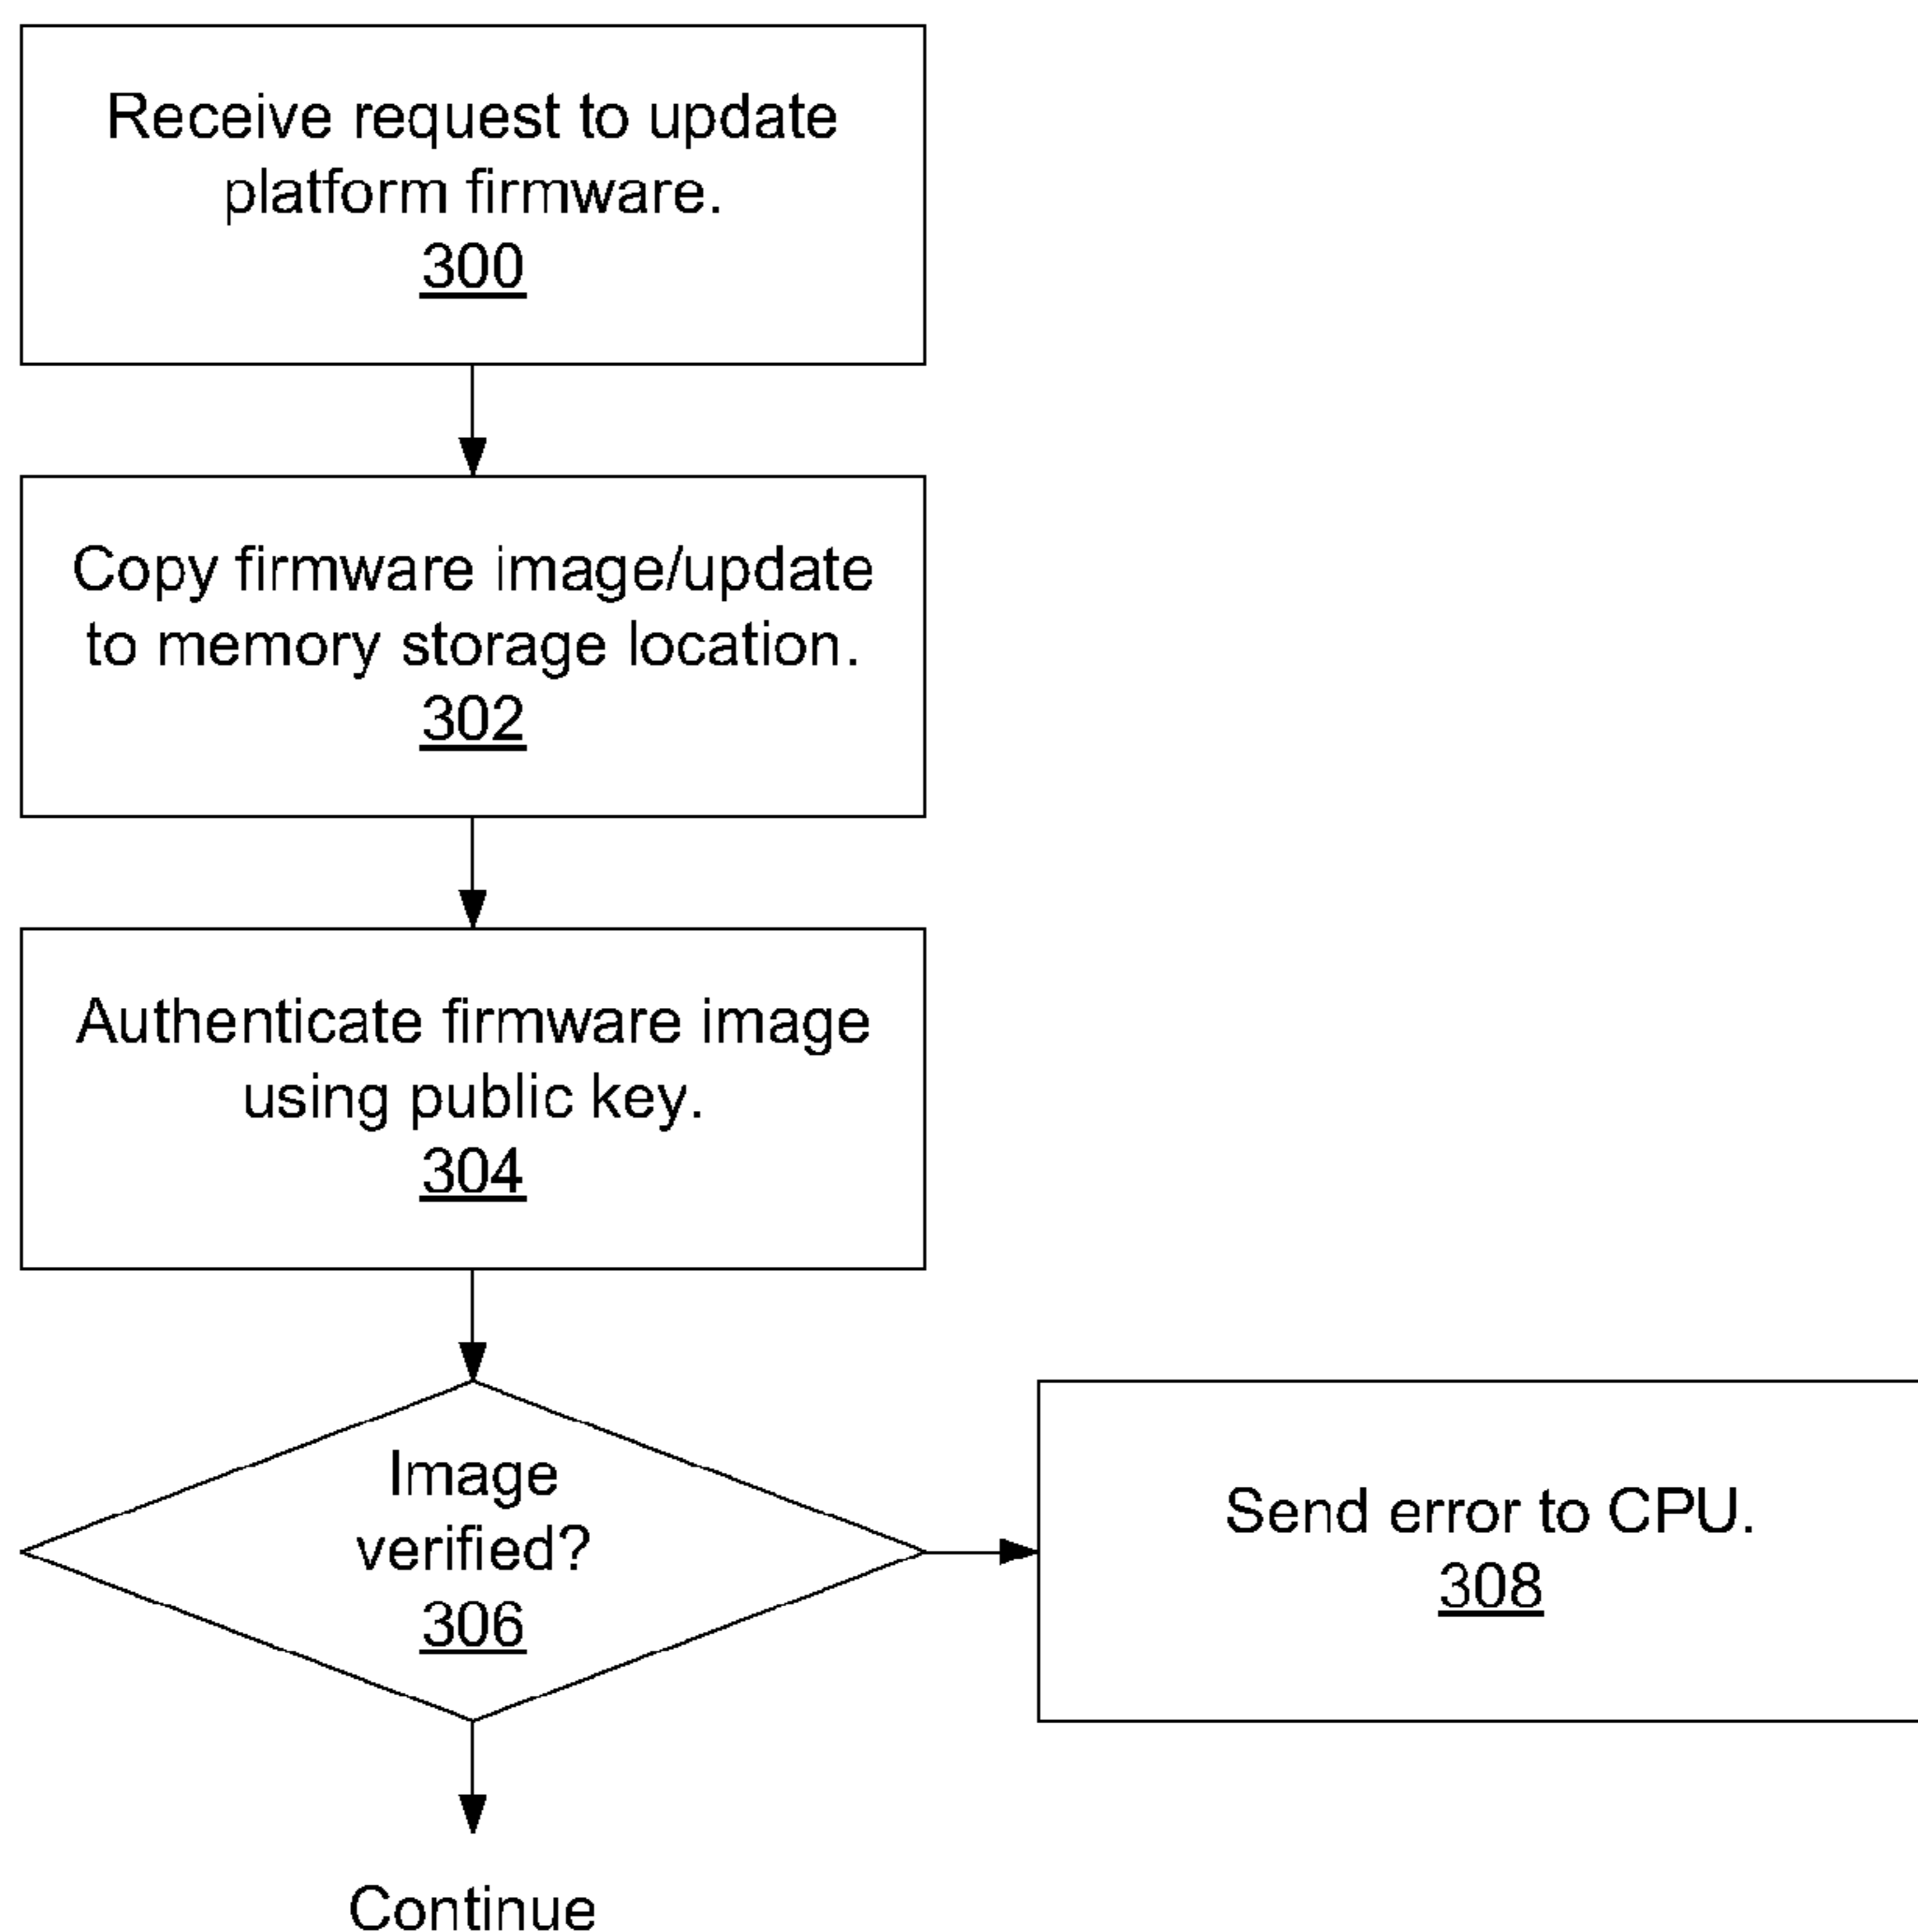 Receive request to update
platform firmware.
300
Copy firmware image/update
to memory storage location.
302
Authenticate firmware image
using public key.
304
Image
verified?
306
Send error to CPU.
308
Continue